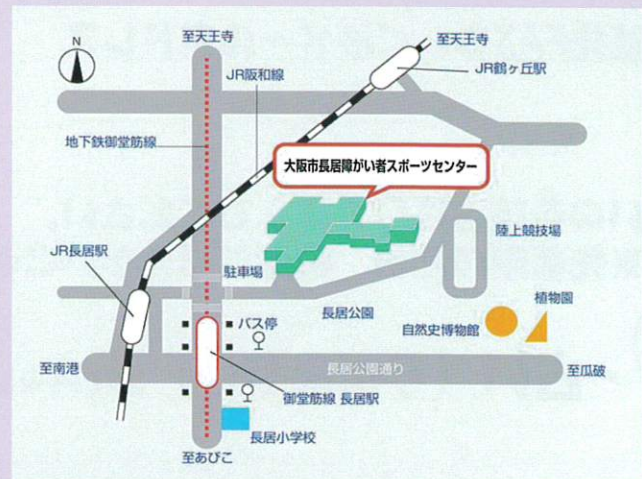 N
至天王寺
至天王寺
JR阪和線
JR鶴ヶ丘駅
地下鉄御堂筋線
大阪市長居障がい者スポーツセンター
陸上競技場
JR長居駅
駐車場
植物園
長居公園
バス停
自然史博物館
至南港
長居公園通り
至瓜破
御堂筋線 長居駅
長居小学校
至あびこ